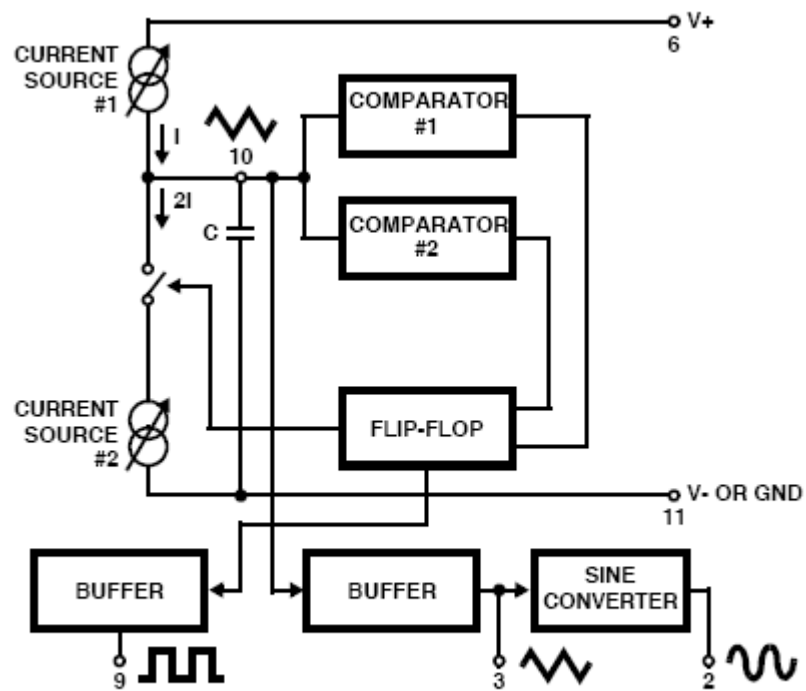 V+
6
CURRENT
SOURCE
#1
I
10
2I
C
COMPARATOR
#1
COMPARATOR
#2
CURRENT
SOURCE
#2
FLIP-FLOP
V- OR GND
11
BUFFER
BUFFER
SINE
CONVERTER
9
3
2